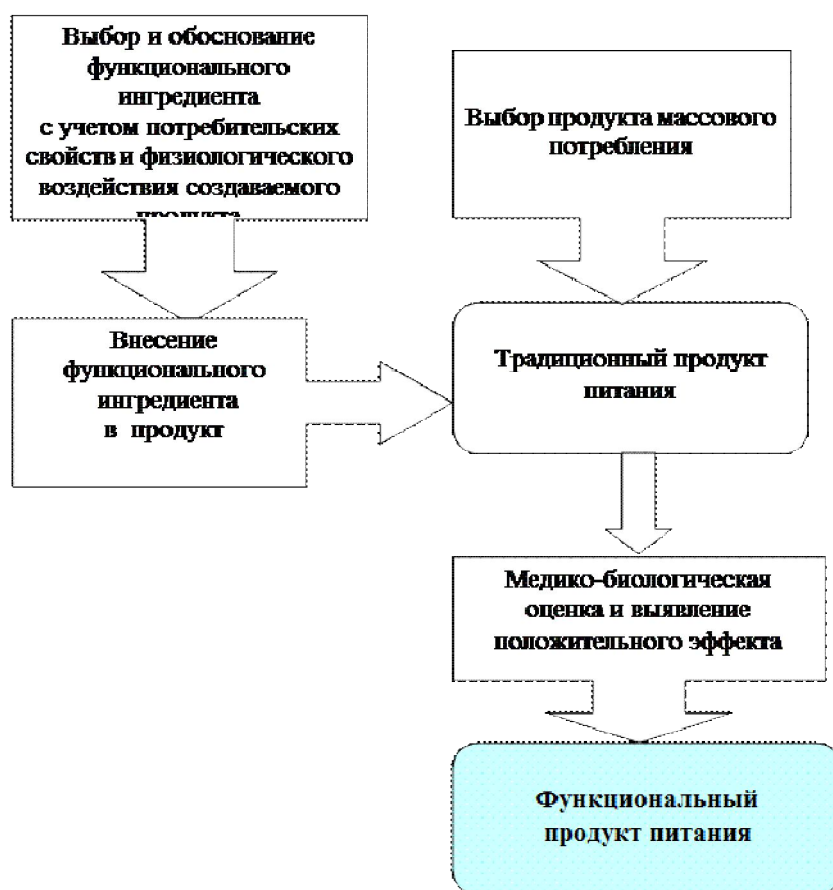 Выбор и обоснование
функционального
ингредиента
с учетом потребительских
свойств и физиологического
воздействия создаваемого
продукта
Выбор продукта массового
потребления
Внесение
функционального
ингредиента
в продукт
Традиционный продукт
питания
Медико-биологическая
оценка и выявление
положительного эффекта
Функциональный
продукт питания